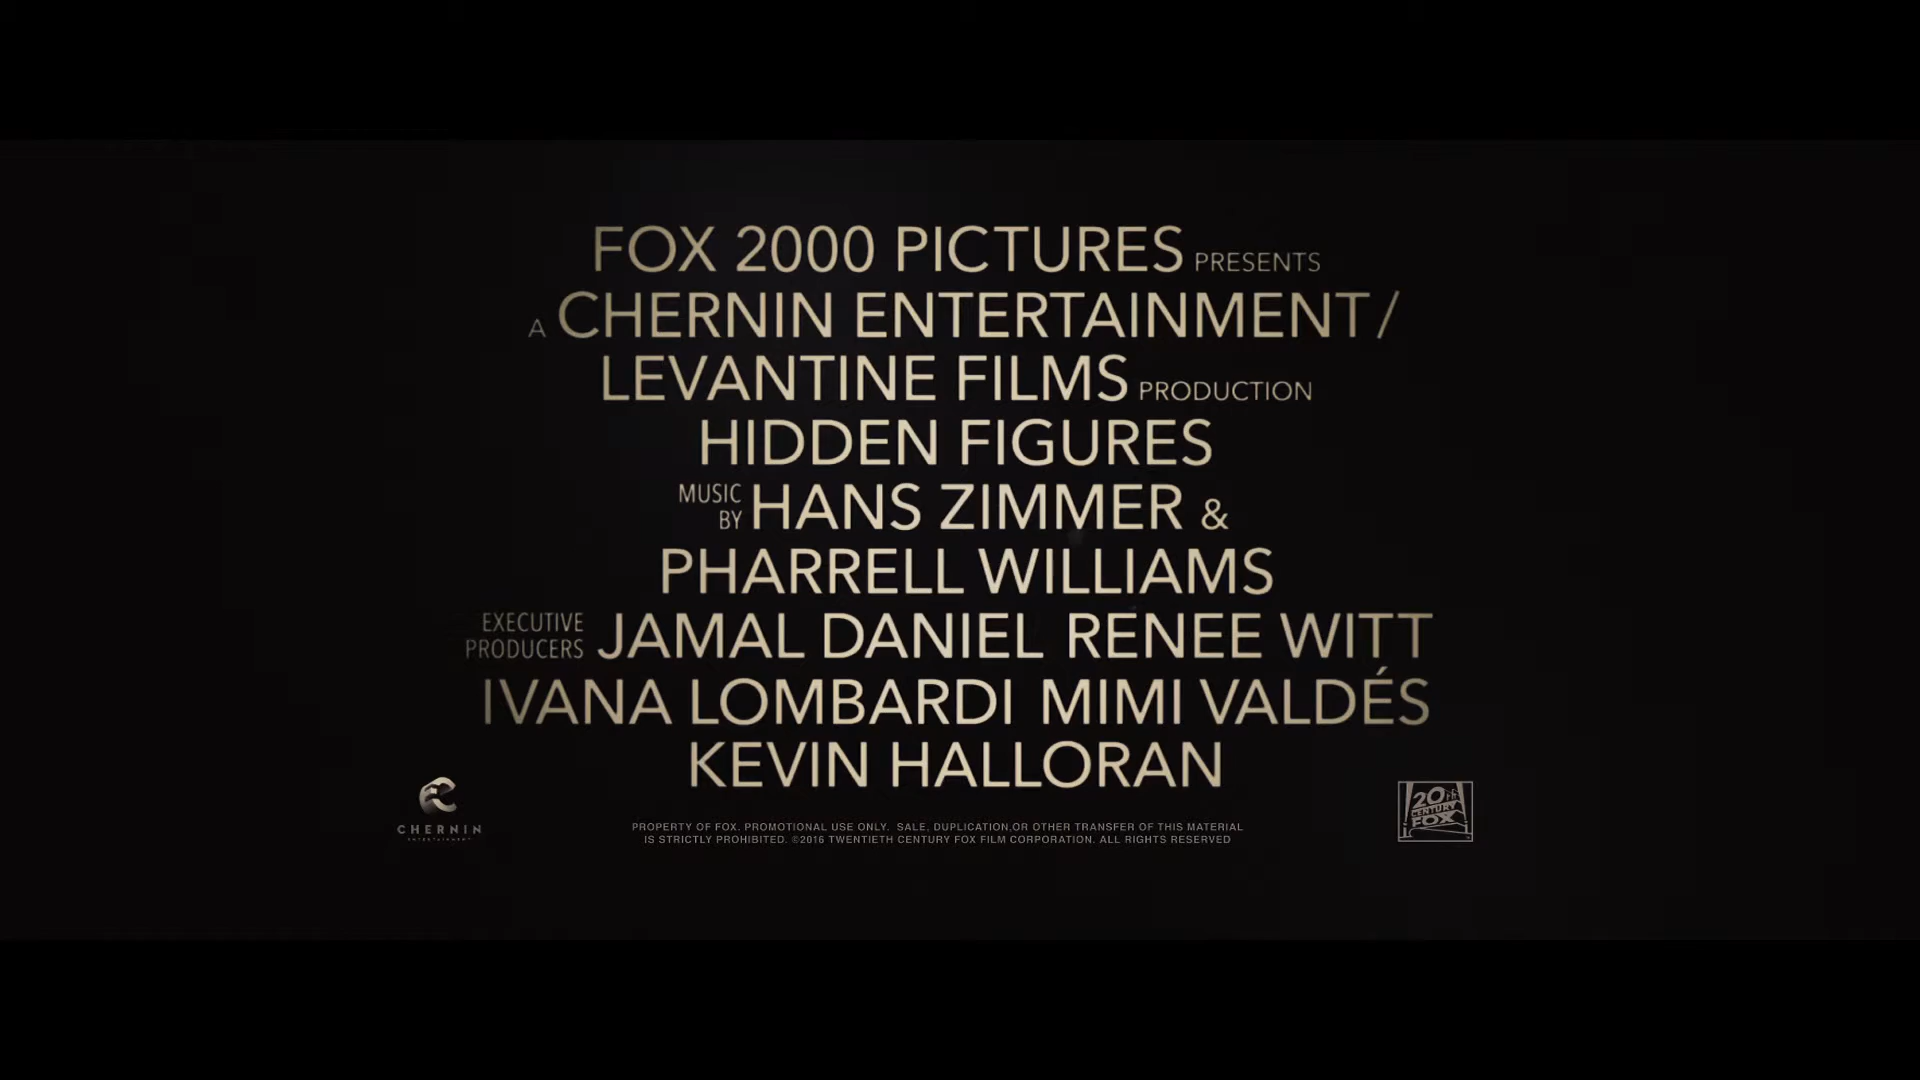 FOX 2000 PICTURES PRESENTS
A CHERNIN ENTERTAINMENT /
LEVANTINE FILMS PRODUCTION
HIDDEN FIGURES
MUSIC BY HANS ZIMMER &
PHARRELL WILLIAMS
EXECUTIVE PRODUCERS JAMAL DANIEL RENEE WITT
IVANA LOMBARDI MIMI VALDÉS
KEVIN HALLORAN
CHERNIN
ENTERTAINMENT
PROPERTY OF FOX. PROMOTIONAL USE ONLY. SALE, DUPLICATION,OR OTHER TRANSFER OF THIS MATERIAL
IS STRICTLY PROHIBITED. ©2016 TWENTIETH CENTURY FOX FILM CORPORATION. ALL RIGHTS RESERVED
20TH
CENTURY
FOX